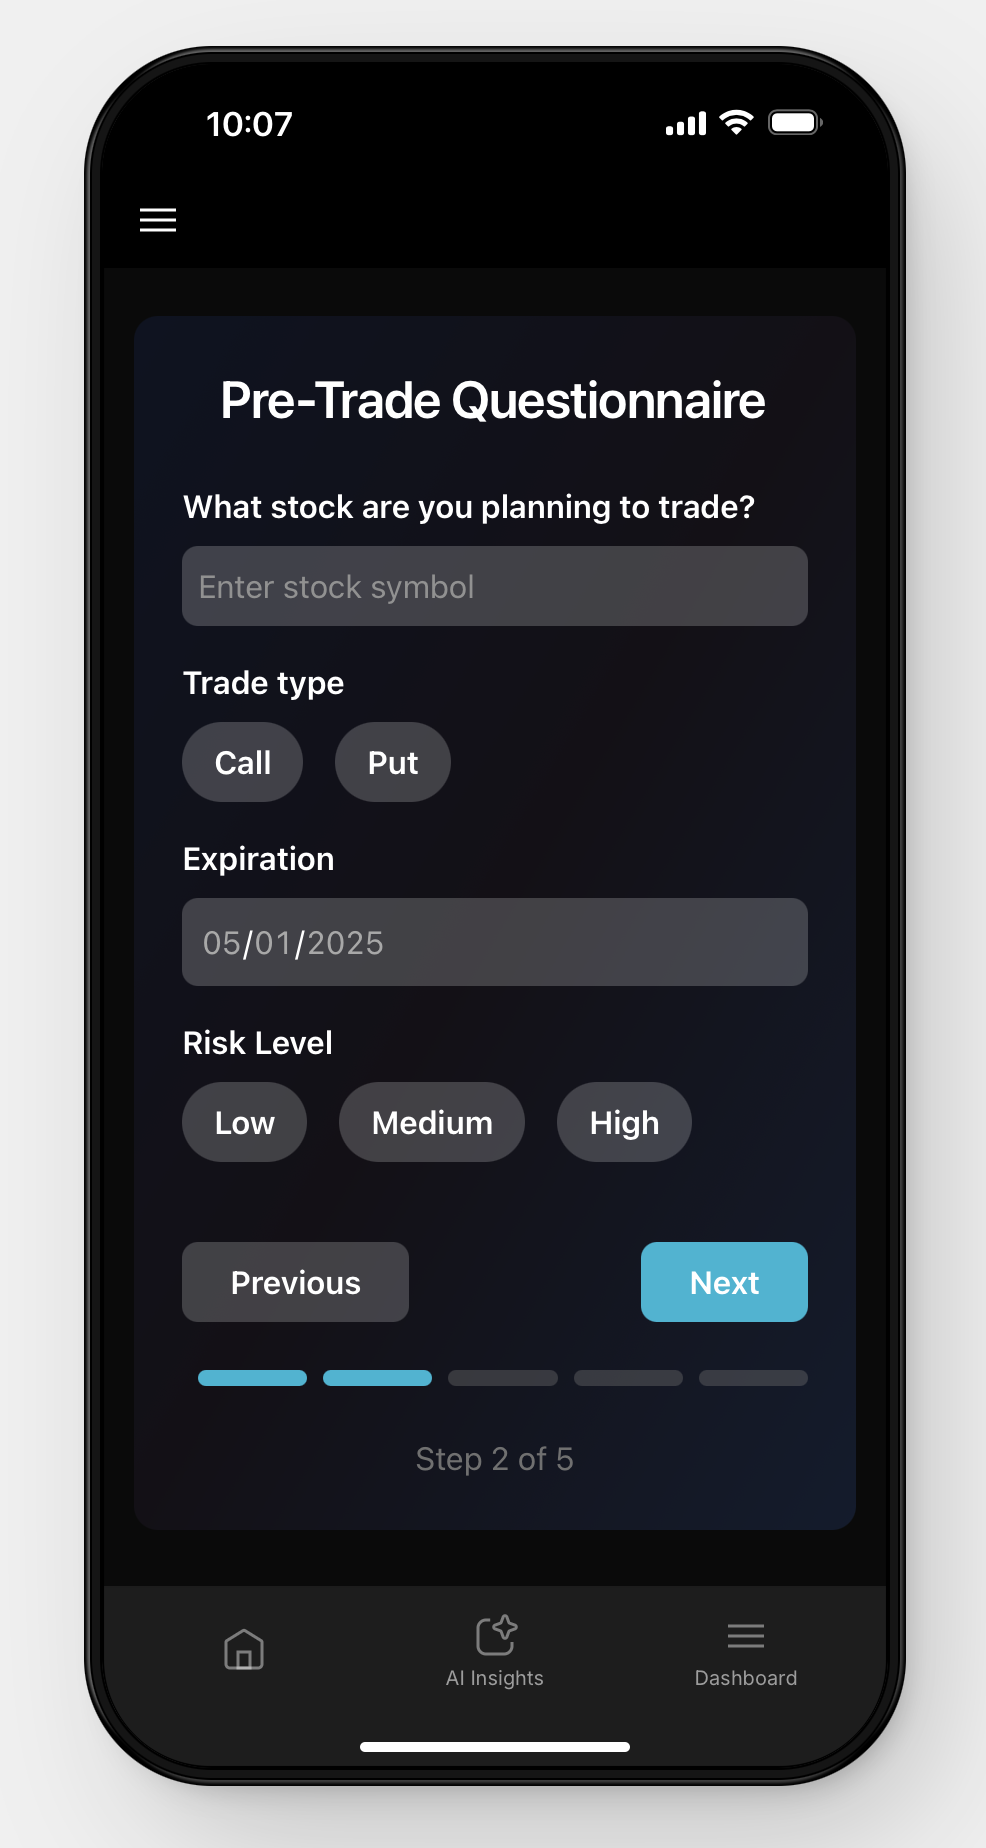 10:07
Pre-Trade Questionnaire
What stock are you planning to trade?
Enter stock symbol
Trade type
Call Put
Expiration
05/01/2025
Risk Level
Low Medium High
Previous Next
Step 2 of 5
AI Insights Dashboard